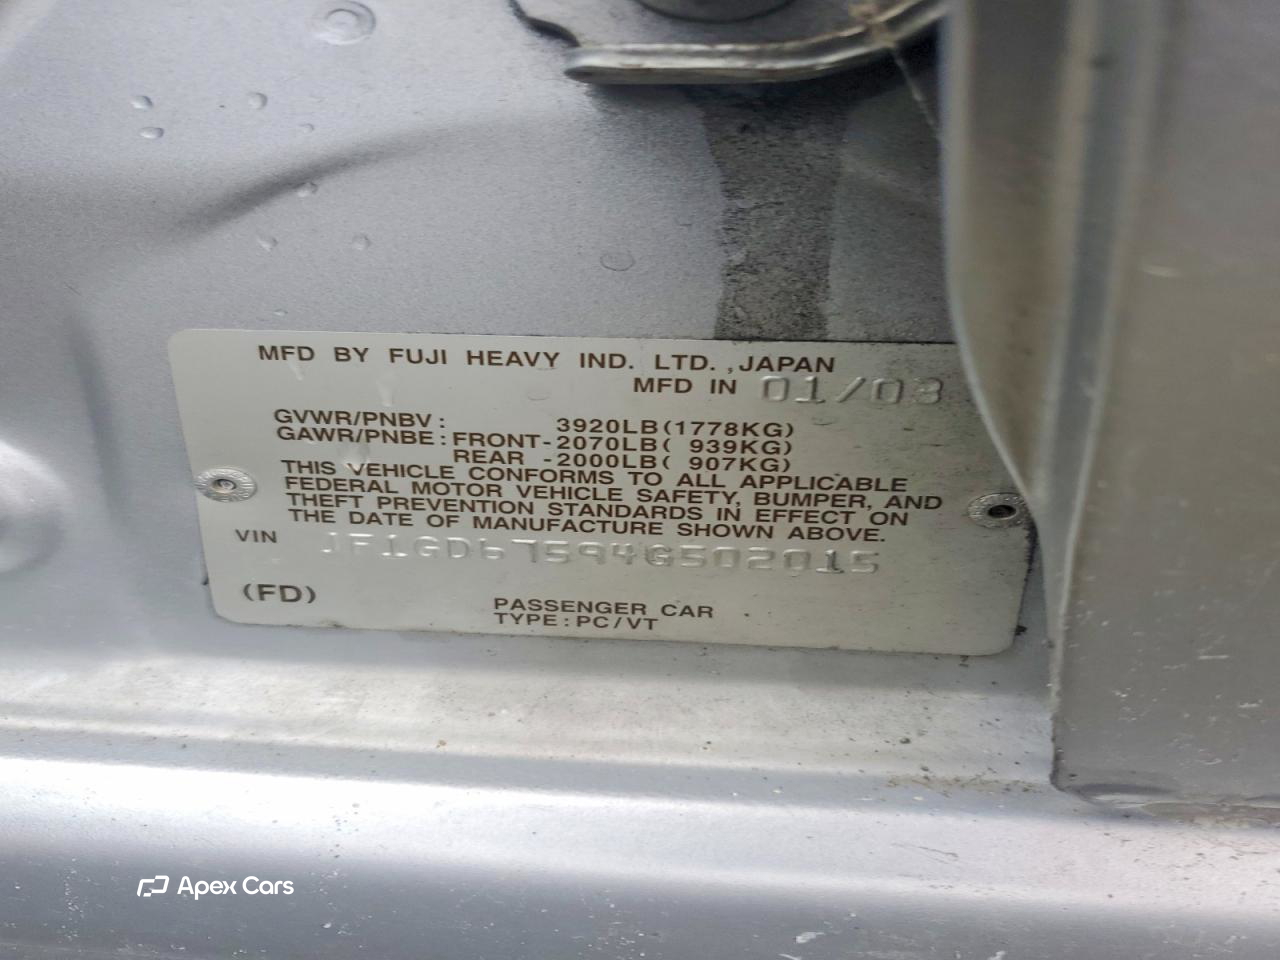 MFD BY FUJI HEAVY IND. LTD. , JAPAN
MFD IN 01/03
GVWR/PNBV : 3920LB(1778KG)
GAWR/PNBE : FRONT-2070LB( 939KG)
REAR -2000LB( 907KG)
THIS VEHICLE CONFORMS TO ALL APPLICABLE
FEDERAL MOTOR VEHICLE SAFETY, BUMPER, AND
THEFT PREVENTION STANDARDS IN EFFECT ON
THE DATE OF MANUFACTURE SHOWN ABOVE.
VIN JF1GD67594G502015
(FD)
PASSENGER CAR
TYPE : PC/VT
Apex Cars